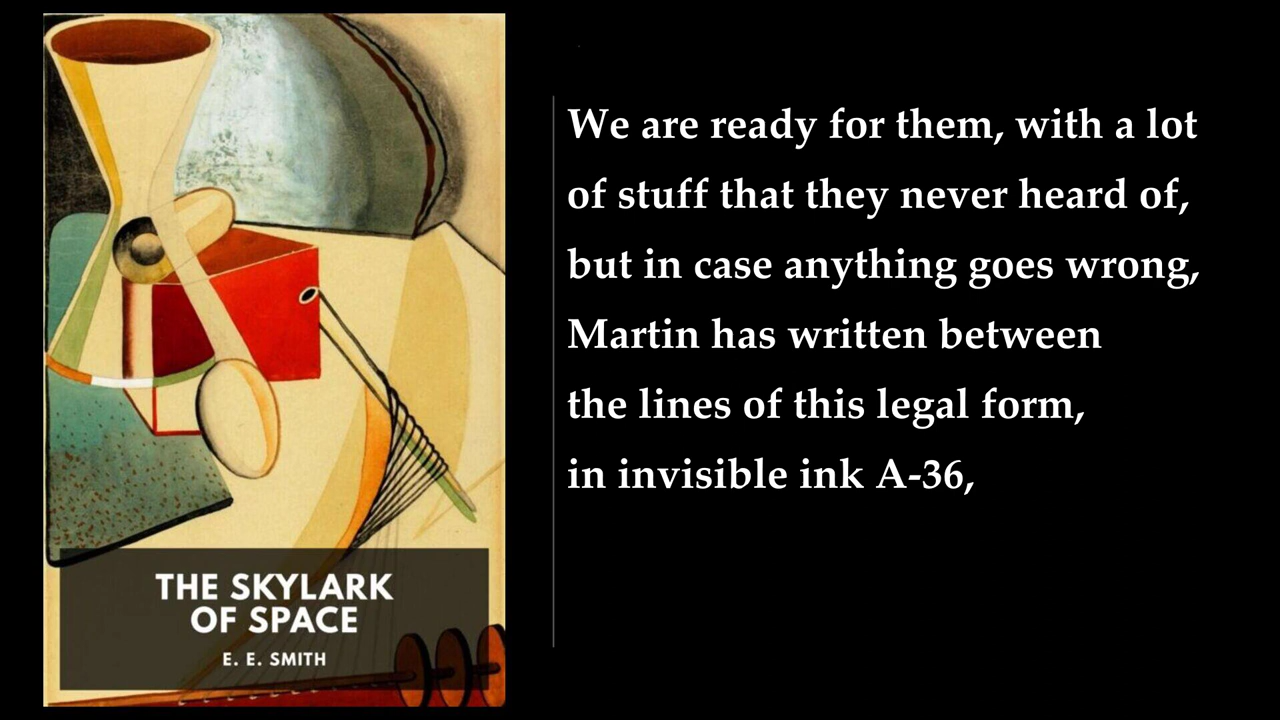 THE SKYLARK
OF SPACE
E. E. SMITH
We are ready for them, with a lot
of stuff that they never heard of,
but in case anything goes wrong,
Martin has written between
the lines of this legal form,
in invisible ink A-36,